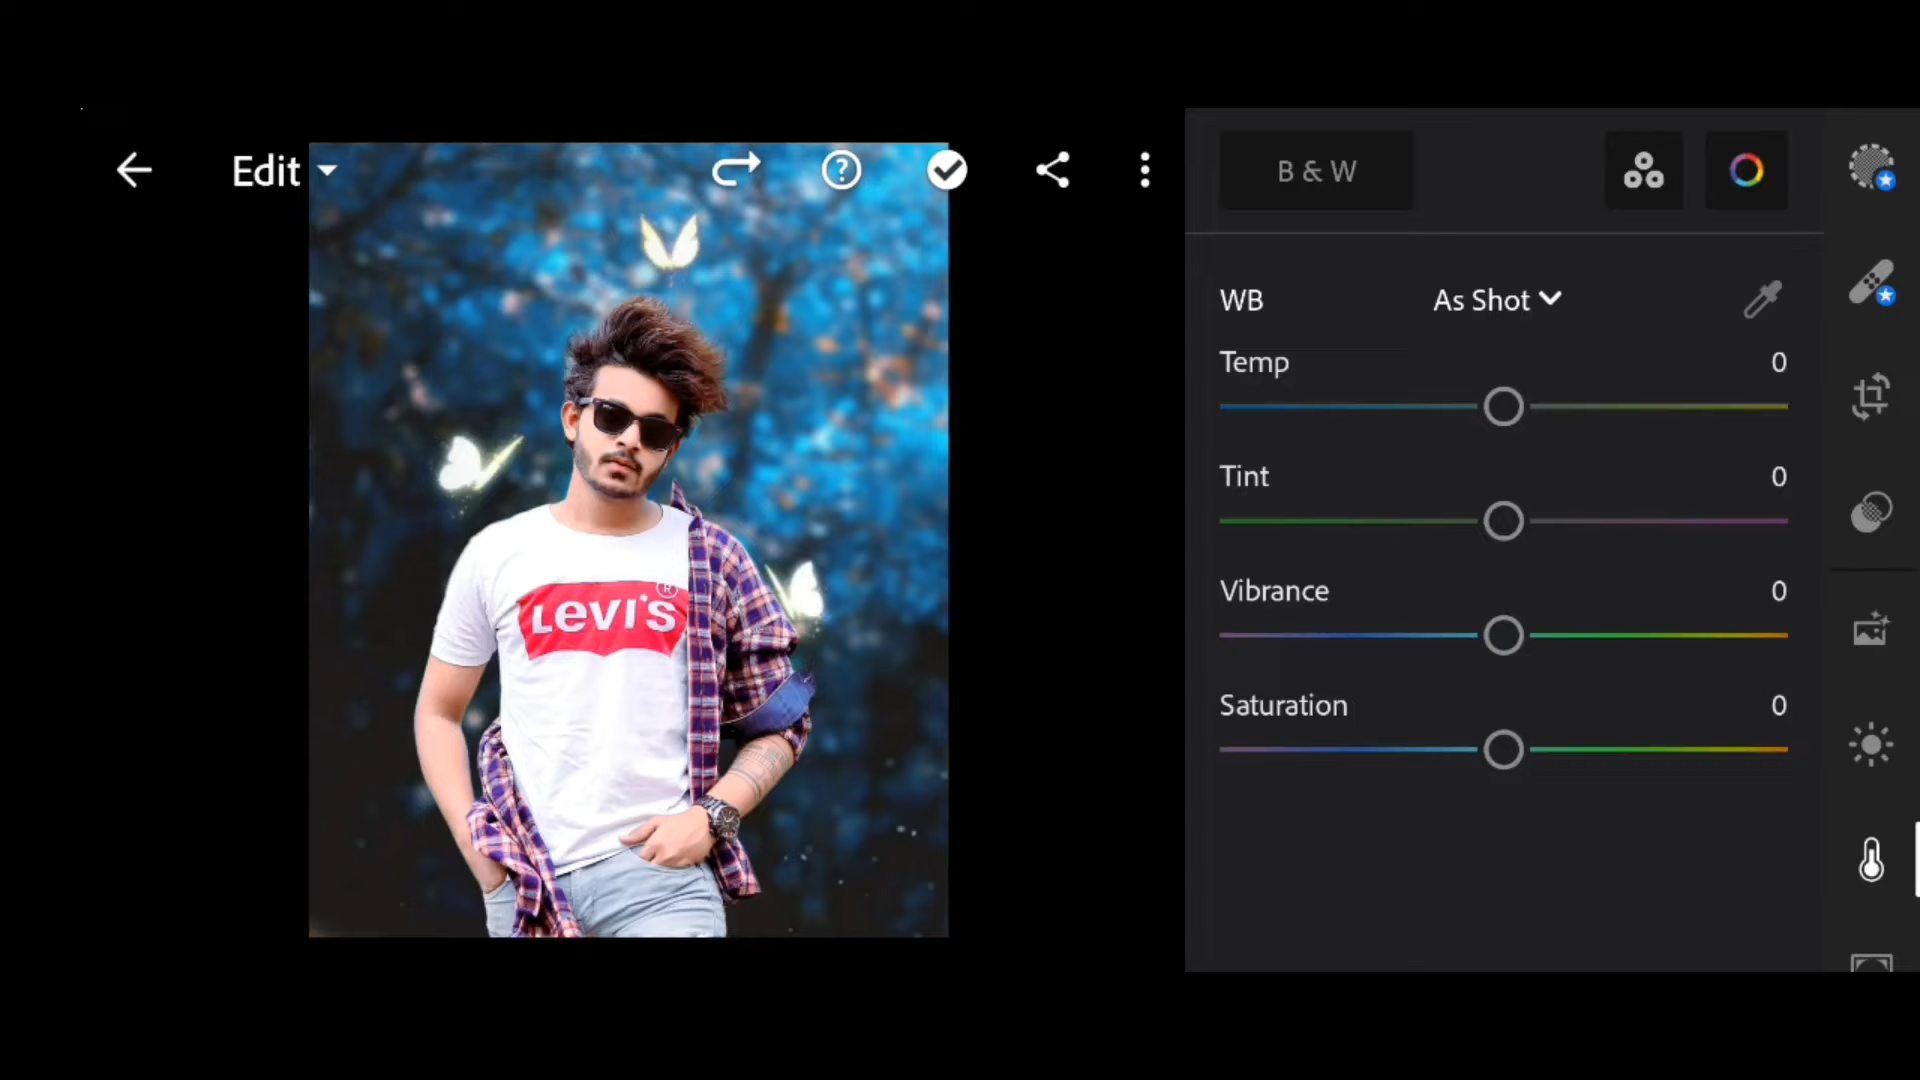 Edit
B & W
WB As Shot
Temp 0
Tint 0
Vibrance 0
Saturation 0
LEVI'S ®